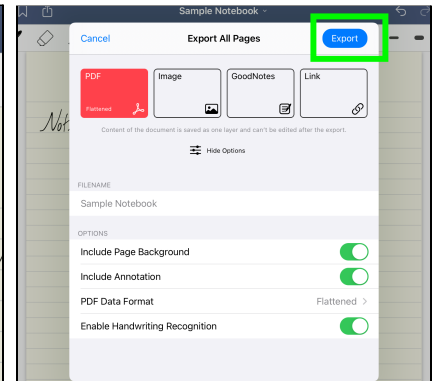 Sample Notebook
Cancel
Export All Pages
Export
PDF
Image
GoodNotes
Link
Flattened
Content of the document is saved as one layer and can't be edited after the export.
Hide Options
FILENAME
Sample Notebook
OPTIONS
Include Page Background
Include Annotation
PDF Data Format
Flattened >
Enable Handwriting Recognition